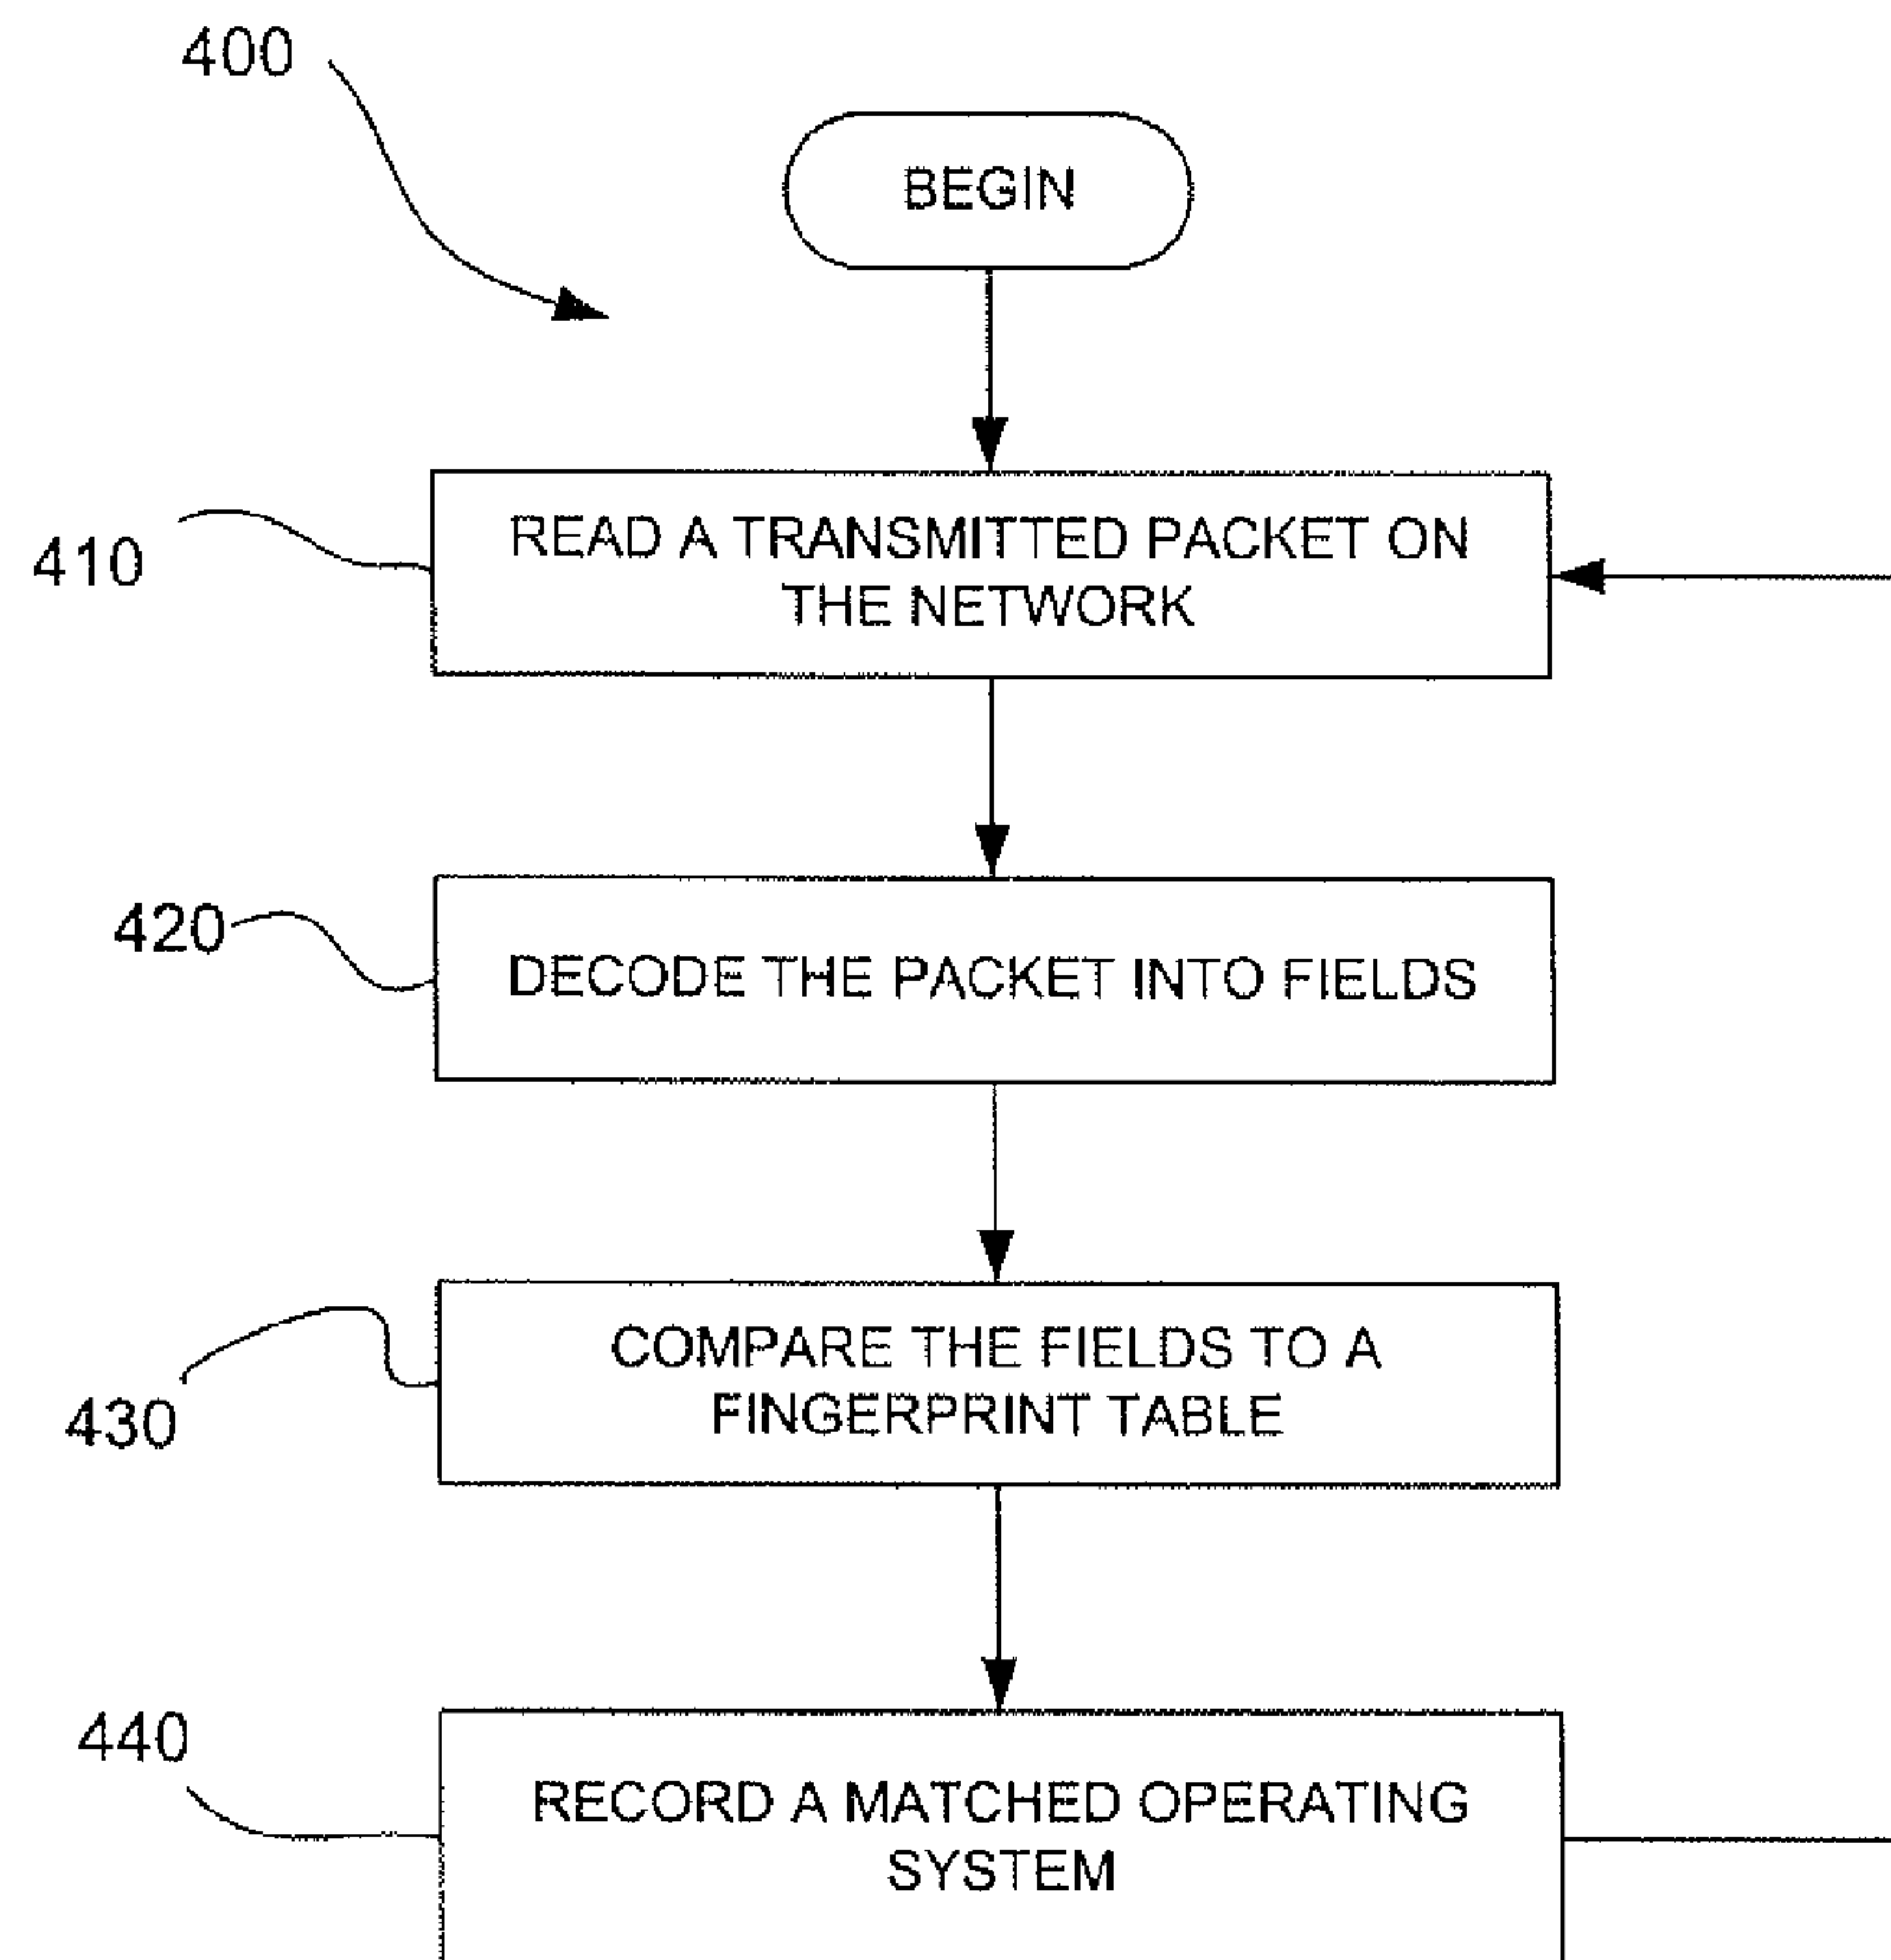 400
BEGIN
410
READ A TRANSMITTED PACKET ON
THE NETWORK
420
DECODE THE PACKET INTO FIELDS
430
COMPARE THE FIELDS TO A
FINGERPRINT TABLE
440
RECORD A MATCHED OPERATING
SYSTEM